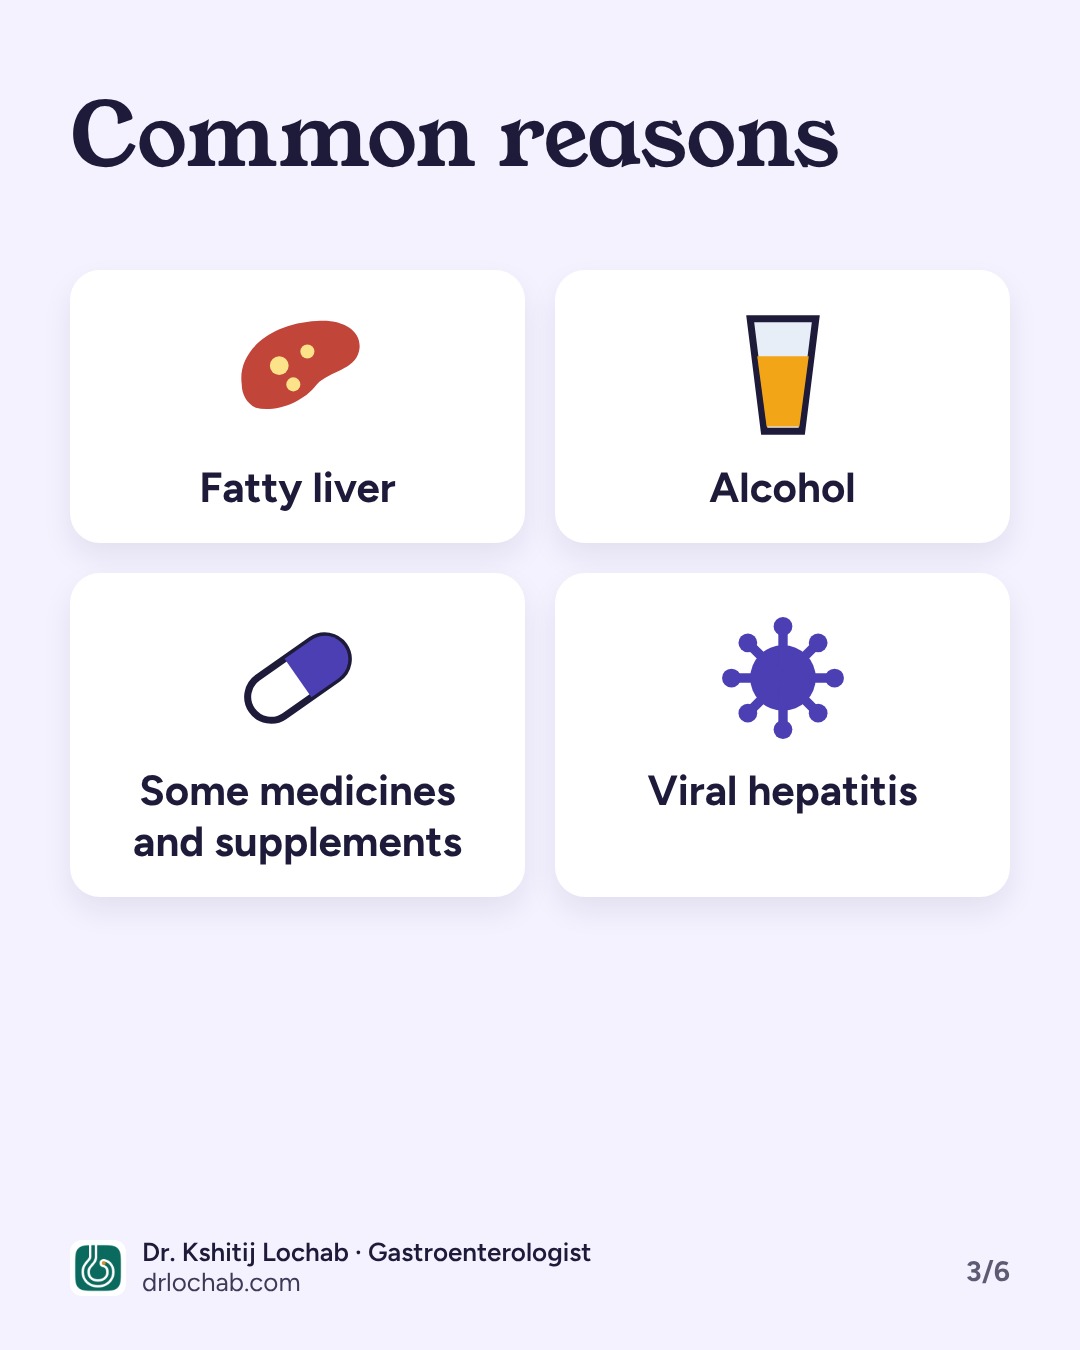 Common reasons
Fatty liver
Alcohol
Some medicines
and supplements
Viral hepatitis
Dr. Kshitij Lochab · Gastroenterologist
drlochab.com
3/6